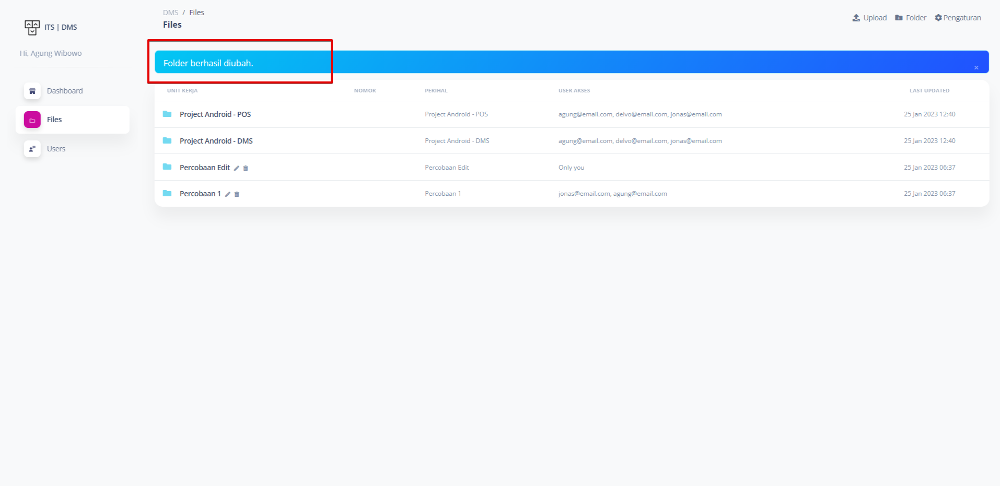 ITS | DMS
Hi, Agung Wibowo
Dashboard
Files
Users
DMS / Files
Files
Upload Folder Pengaturan
Folder berhasil diubah.
×
UNIT KERJA NOMOR PERIHAL USER AKSES LAST UPDATED
Project Android - POS Project Android - POS agung@email.com, delvo@email.com, jonas@email.com 25 Jan 2023 12:40
Project Android - DMS Project Android - DMS agung@email.com, delvo@email.com, jonas@email.com 25 Jan 2023 12:40
Percobaan Edit Percobaan Edit Only you 25 Jan 2023 06:37
Percobaan 1 Percobaan 1 jonas@email.com, agung@email.com 25 Jan 2023 06:37